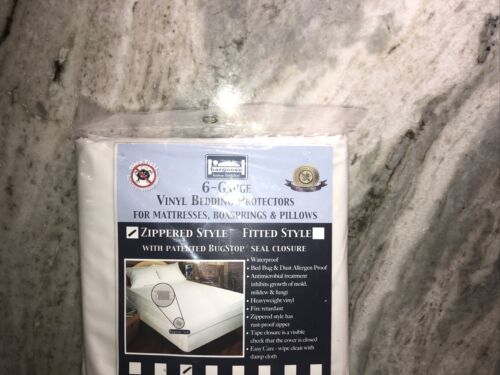 bargoose
6-Gauge
Vinyl Bedding Protectors
for Mattresses, Boxsprings & Pillows
Zippered Style Fitted Style
with patented BugStop seal closure
• Waterproof
• Bed Bug & Dust Allergen Proof
• Antimicrobial treatment
inhibits growth of mold,
mildew & fungi
• Heavyweight vinyl
• Fire retardant
• Zippered style has
rust-proof zipper
• Tape closure is a visible
check that the cover is closed
• Easy Care - wipe clean with
damp cloth